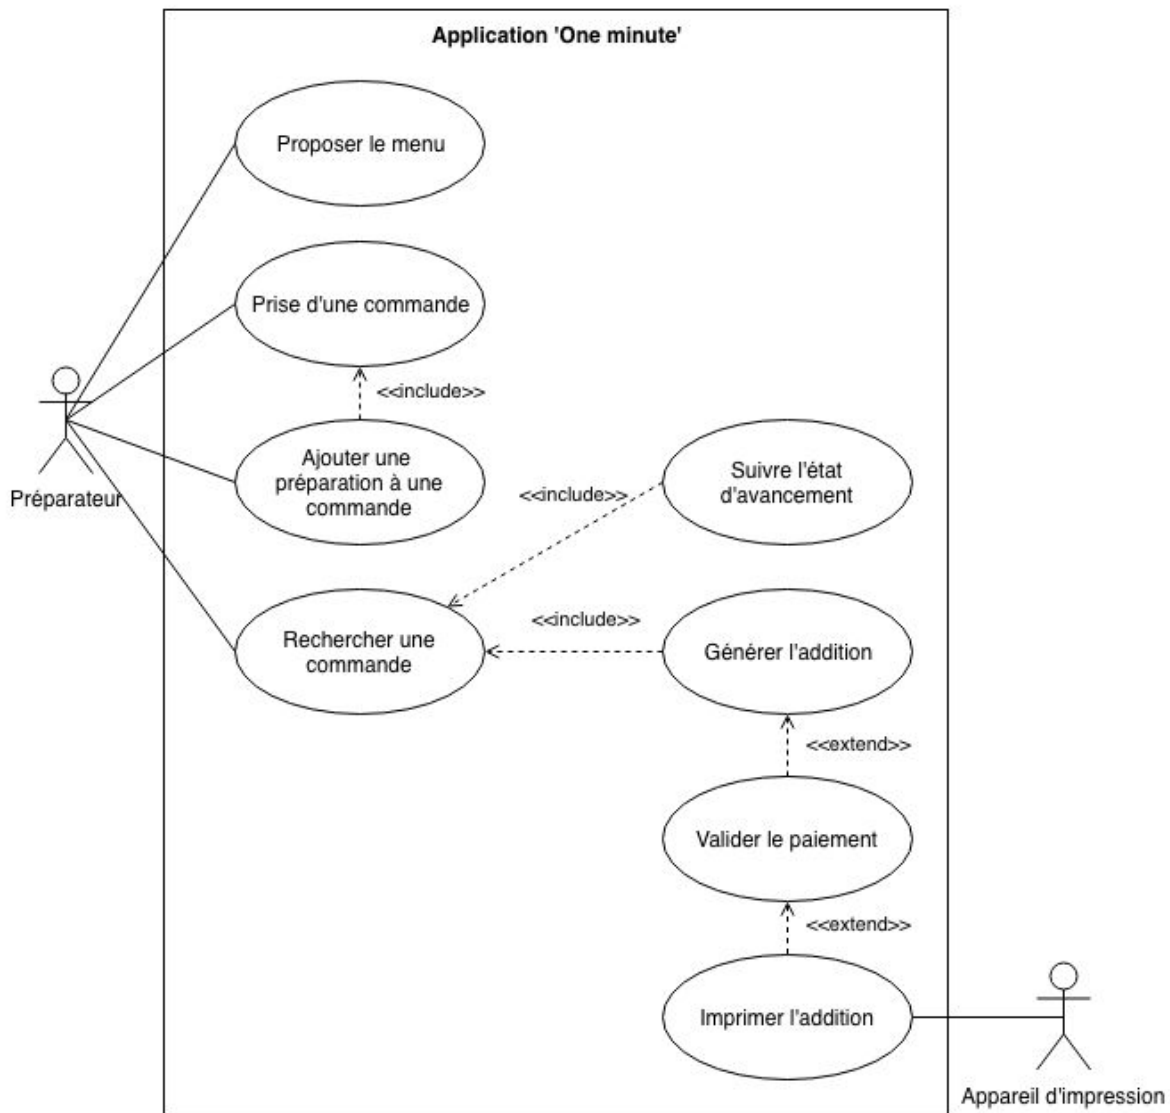 Application 'One minute'
Proposer le menu
Prise d'une commande
<<include>>
Ajouter une
préparation à une
commande
Préparateur
Suivre l'état
d'avancement
<<include>>
Rechercher une
commande
<<include>>
Générer l'addition
<<extend>>
Valider le paiement
<<extend>>
Imprimer l'addition
Appareil d'impression